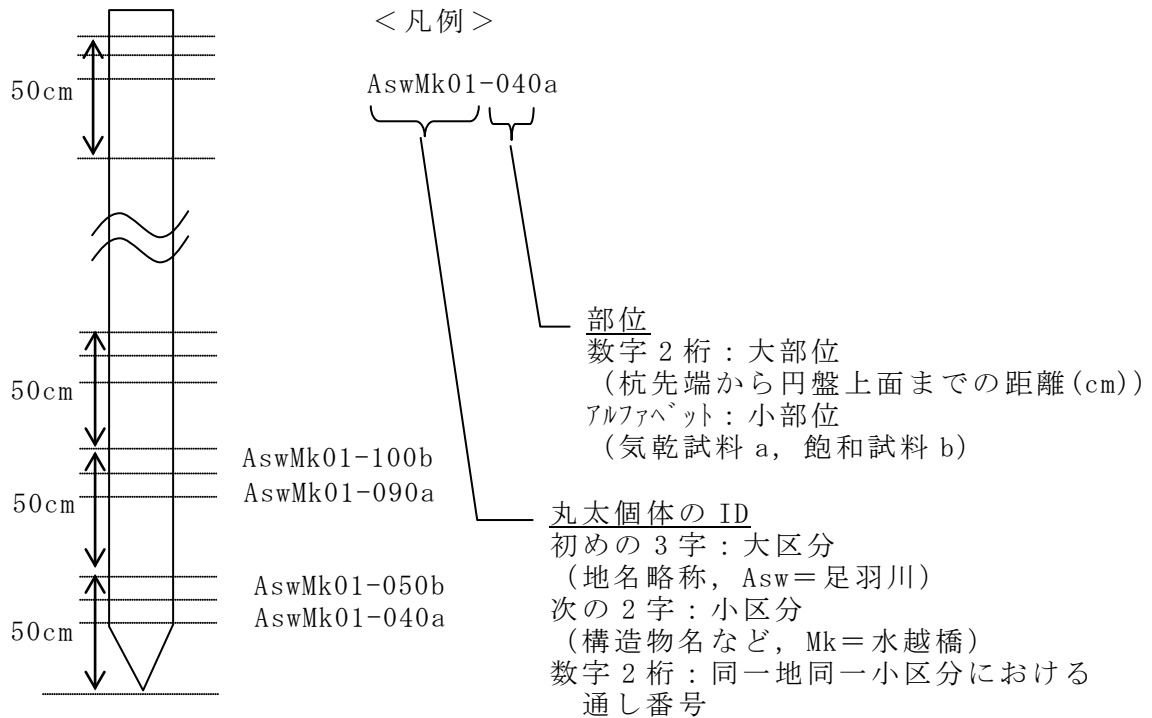 <凡例>
50cm
AswMk01-040a
部位
数字2桁:大部位
(杭先端から円盤上面までの距離(cm))
ｱﾙﾌｧﾍﾞｯﾄ:小部位
(気乾試料a, 飽和試料b)
50cm
AswMk01-100b
AswMk01-090a
50cm
丸太個体のID
初めの3字:大区分
(地名略称, Asw=足羽川)
次の2字:小区分
(構造物名など, Mk=水越橋)
数字2桁:同一地同一小区分における
通し番号
AswMk01-050b
AswMk01-040a
50cm